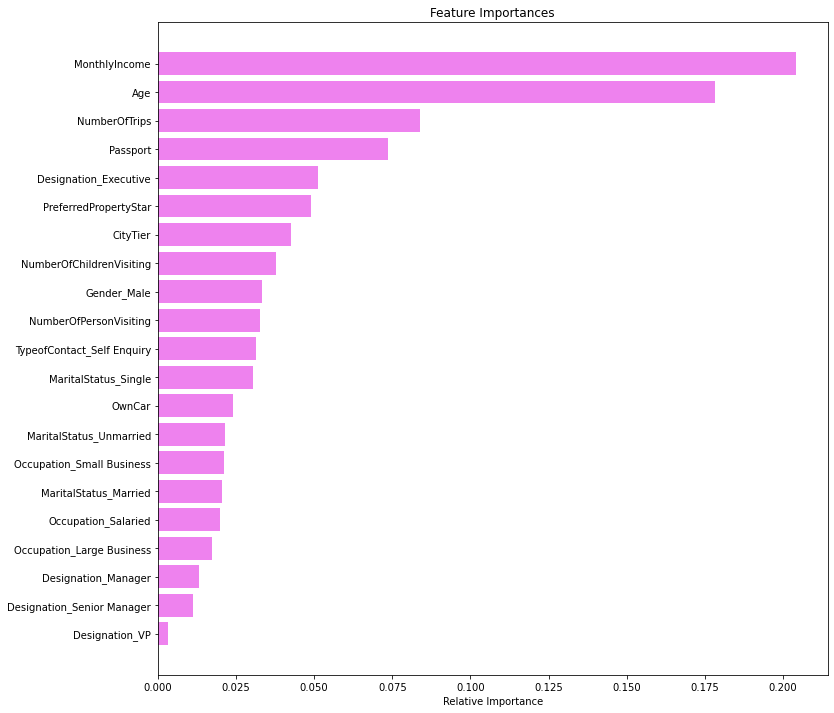 Feature Importances
MonthlyIncome
Age
NumberOfTrips
Passport
Designation_Executive
PreferredPropertyStar
CityTier
NumberOfChildrenVisiting
Gender_Male
NumberOfPersonVisiting
TypeofContact_Self Enquiry
MaritalStatus_Single
OwnCar
MaritalStatus_Unmarried
Occupation_Small Business
MaritalStatus_Married
Occupation_Salaried
Occupation_Large Business
Designation_Manager
Designation_Senior Manager
Designation_VP
0.000 0.025 0.050 0.075 0.100 0.125 0.150 0.175 0.200
Relative Importance